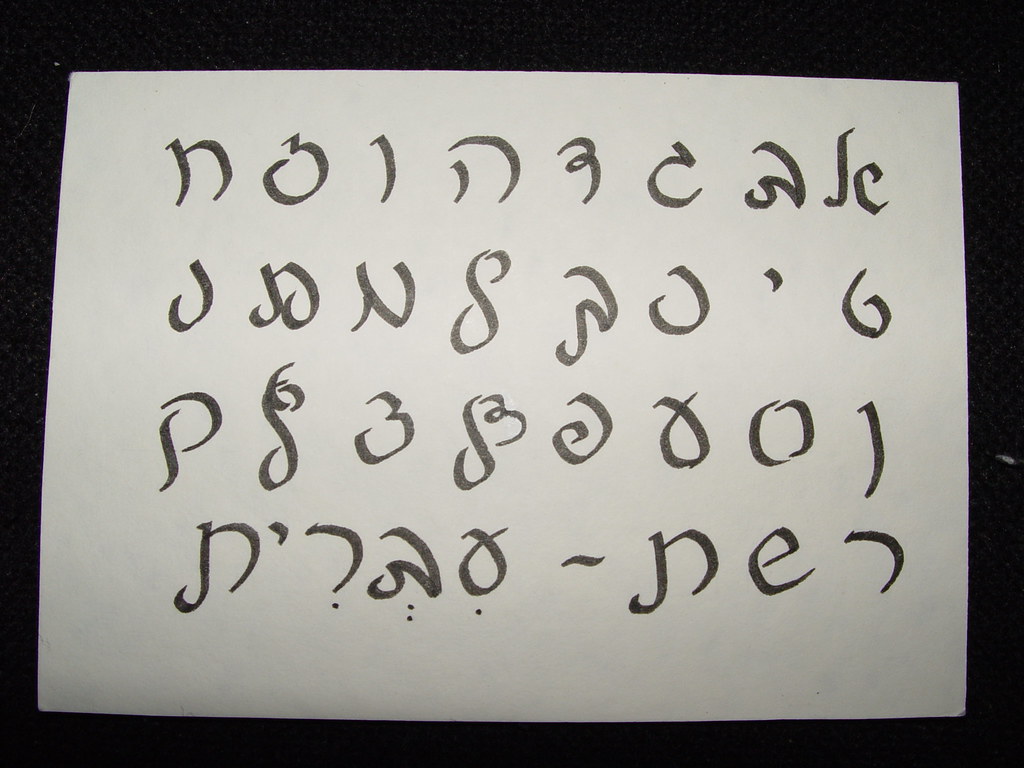 א ב ג ד ה ו ז ח
ט י כ ך ל מ ם נ
ן ס ע פ ף צ ץ ק
ר ש ת - עִבְרִית